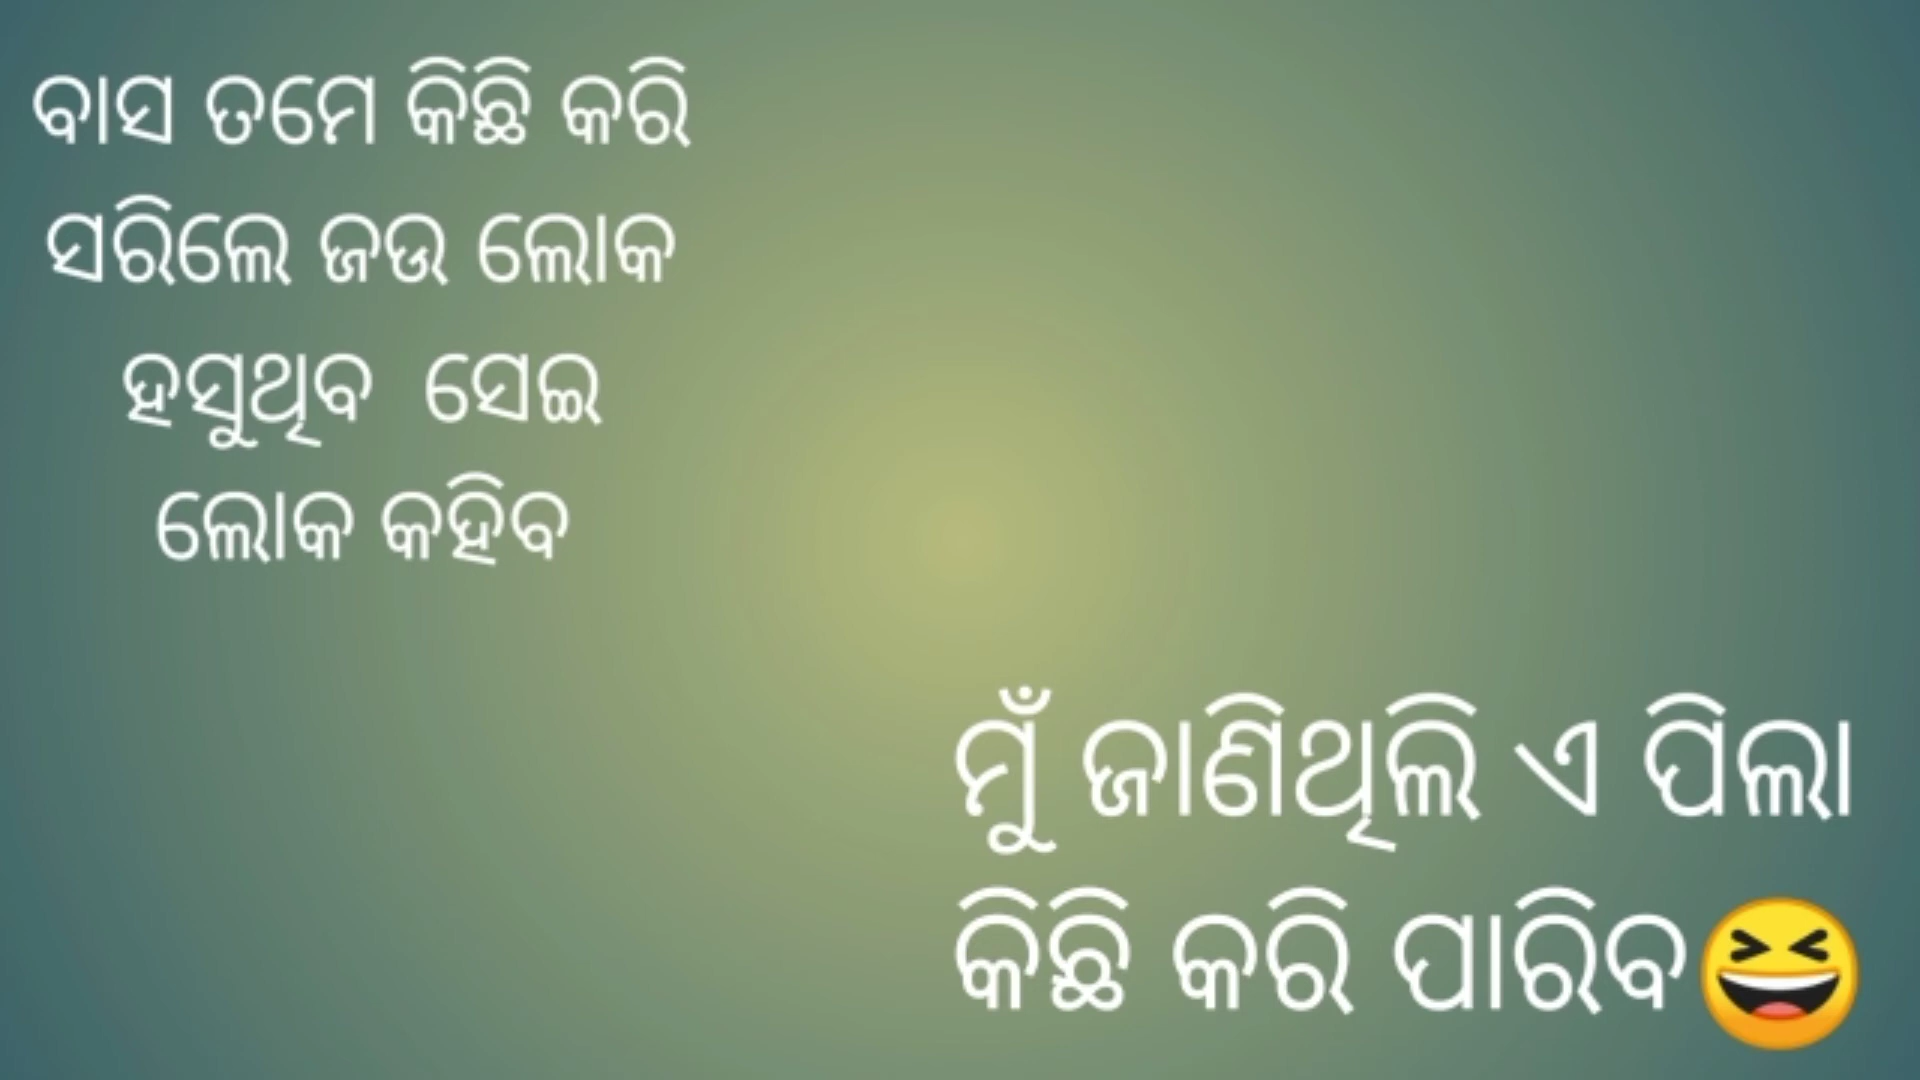 ବାସ ତମେ କିଛି କରି
ସରିଲେ ଜଉ ଲୋକ
ହସୁଥିବ ସେଇ
ଲୋକ କହିବ
ମୁଁ ଜାଣିଥିଲି ଏ ପିଲା
କିଛି କରି ପାରିବ😆